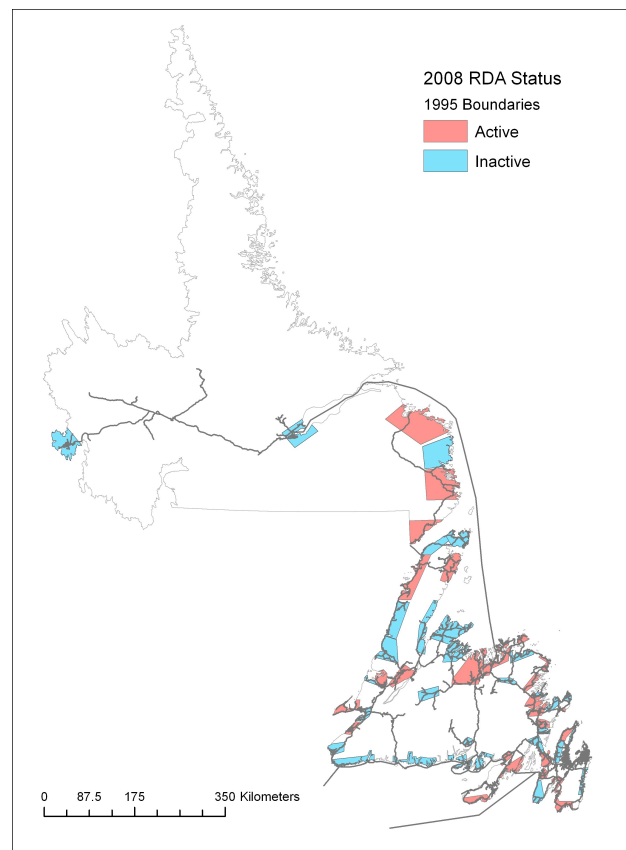 2008 RDA Status
1995 Boundaries
Active
Inactive
0 87.5 175 350 Kilometers